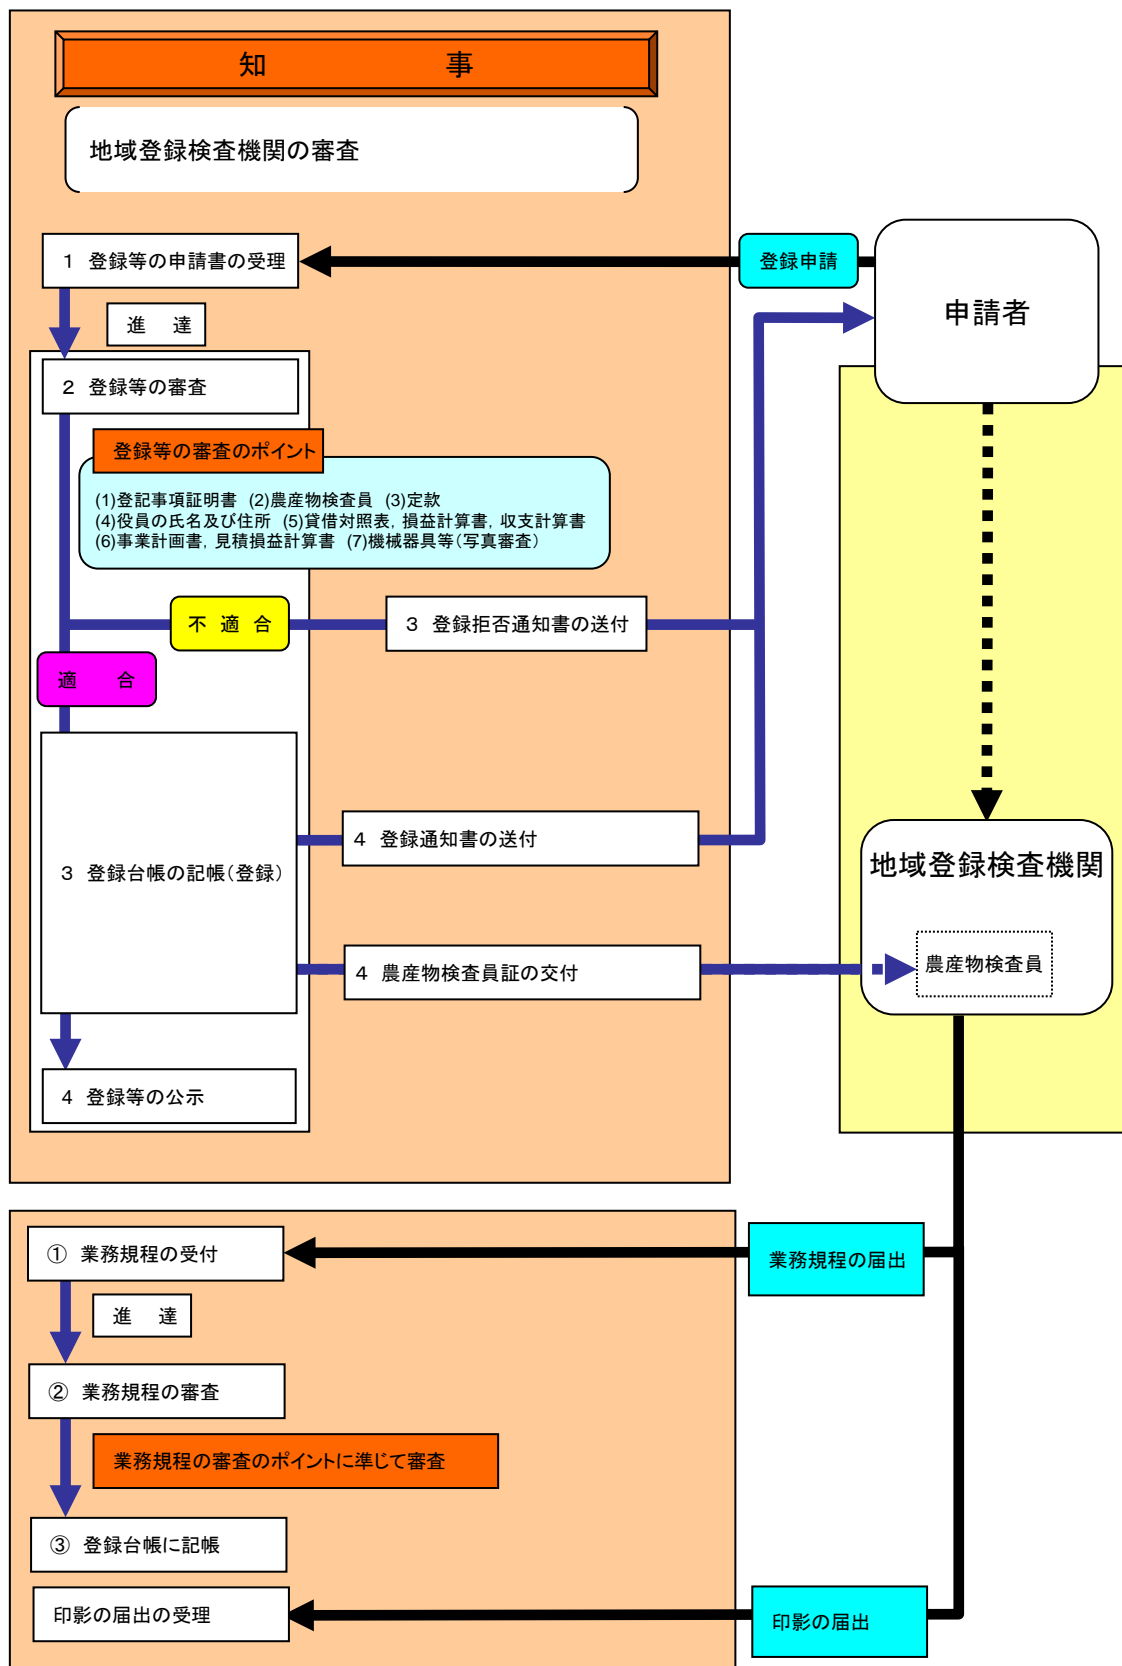 知　事
地域登録検査機関の審査
1 登録等の申請書の受理
登録申請
申請者
進 達
2 登録等の審査
登録等の審査のポイント
(1)登記事項証明書 (2)農産物検査員 (3)定款
(4)役員の氏名及び住所 (5)貸借対照表,損益計算書,収支計算書
(6)事業計画書,見積損益計算書 (7)機械器具等(写真審査)
不 適 合
3 登録拒否通知書の送付
適 合
3 登録台帳の記帳(登録)
4 登録通知書の送付
地域登録検査機関
4 農産物検査員証の交付
農産物検査員
4 登録等の公示
① 業務規程の受付
業務規程の届出
進 達
② 業務規程の審査
業務規程の審査のポイントに準じて審査
③ 登録台帳に記帳
印影の届出の受理
印影の届出